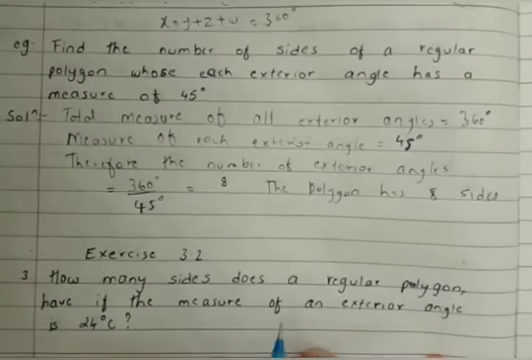 x+y+z+w = 360°
eg. Find the number of sides of a regular
polygon whose each exterior angle has a
measure of 45°
Solⁿ:- Total measure of all exterior angles = 360°
Measure of each exterior angle = 45°
Therefore the number of exterior angles
= 360°/45° = 8 The polygon has 8 sides
Exercise 3.2
3 How many sides does a regular polygon,
have if the measure of an exterior angle
is 24°c?